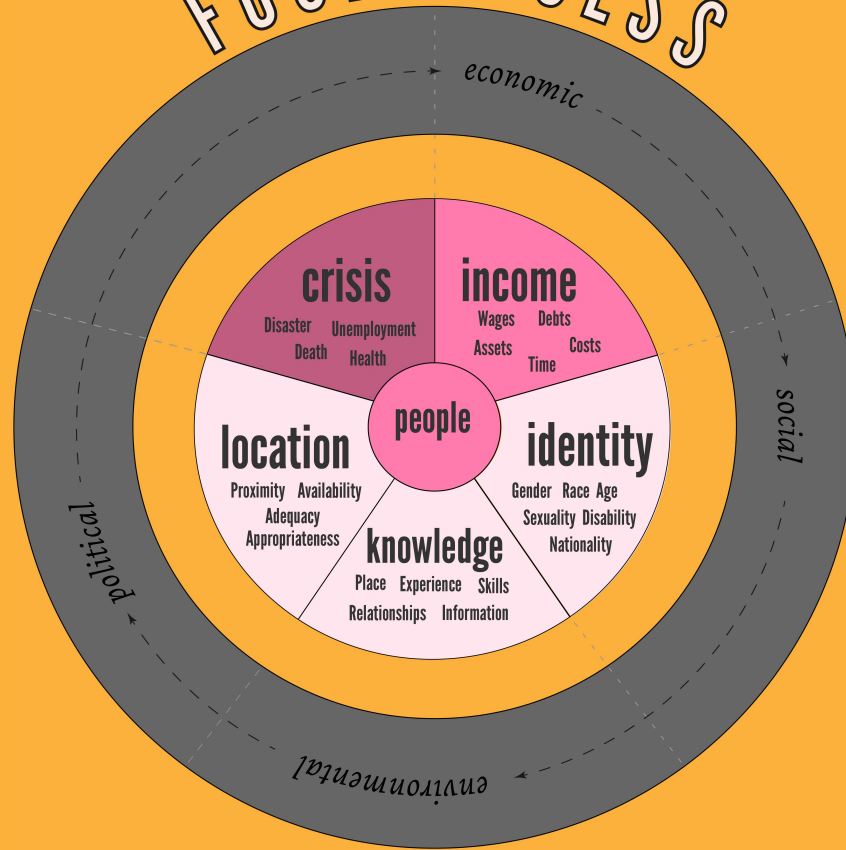 economic
social
environmental
political
crisis
Disaster Unemployment
Death Health
income
Wages Debts
Assets Costs
Time
people
location
Proximity Availability
Adequacy
Appropriateness
identity
Gender Race Age
Sexuality Disability
Nationality
knowledge
Place Experience Skills
Relationships Information